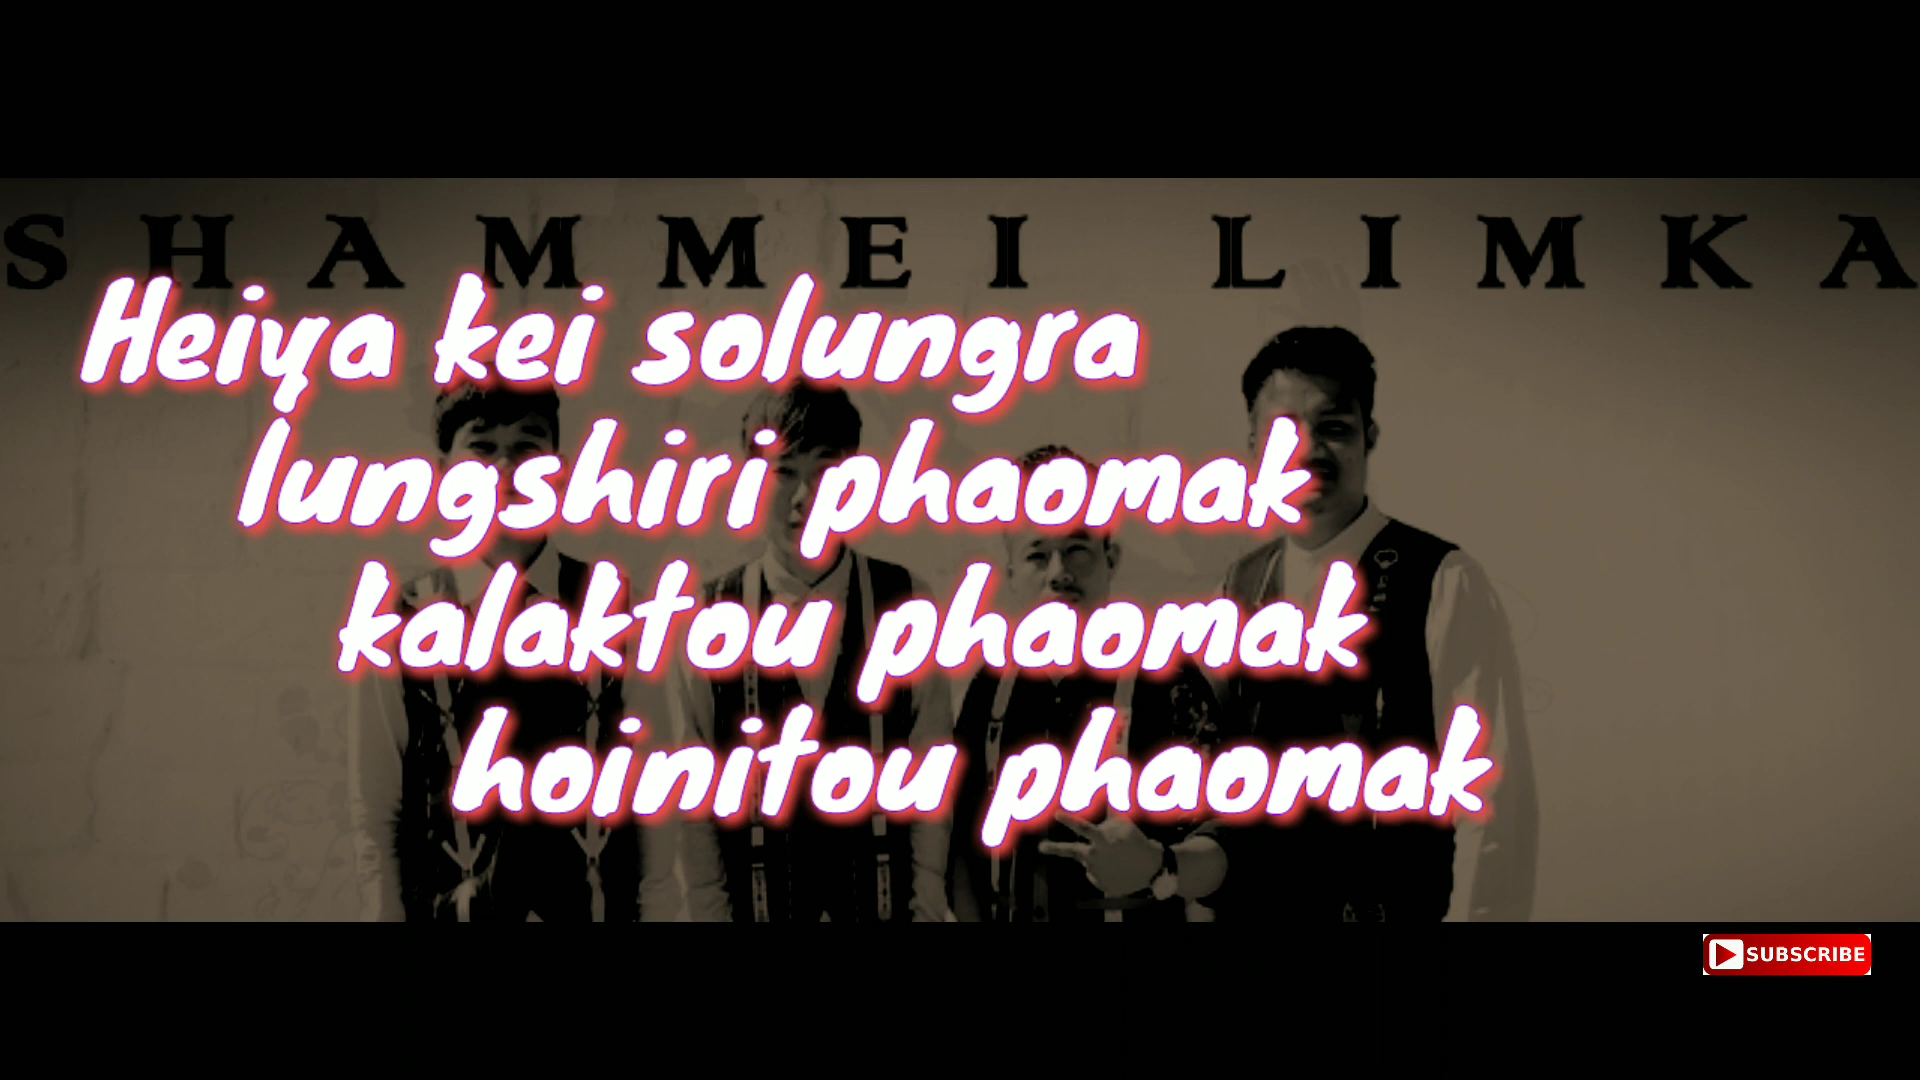 SHAMMEI LIMKA
Heiya kei solungra
lungshiri phaomak
kalaktou phaomak
hoinitou phaomak
SUBSCRIBE